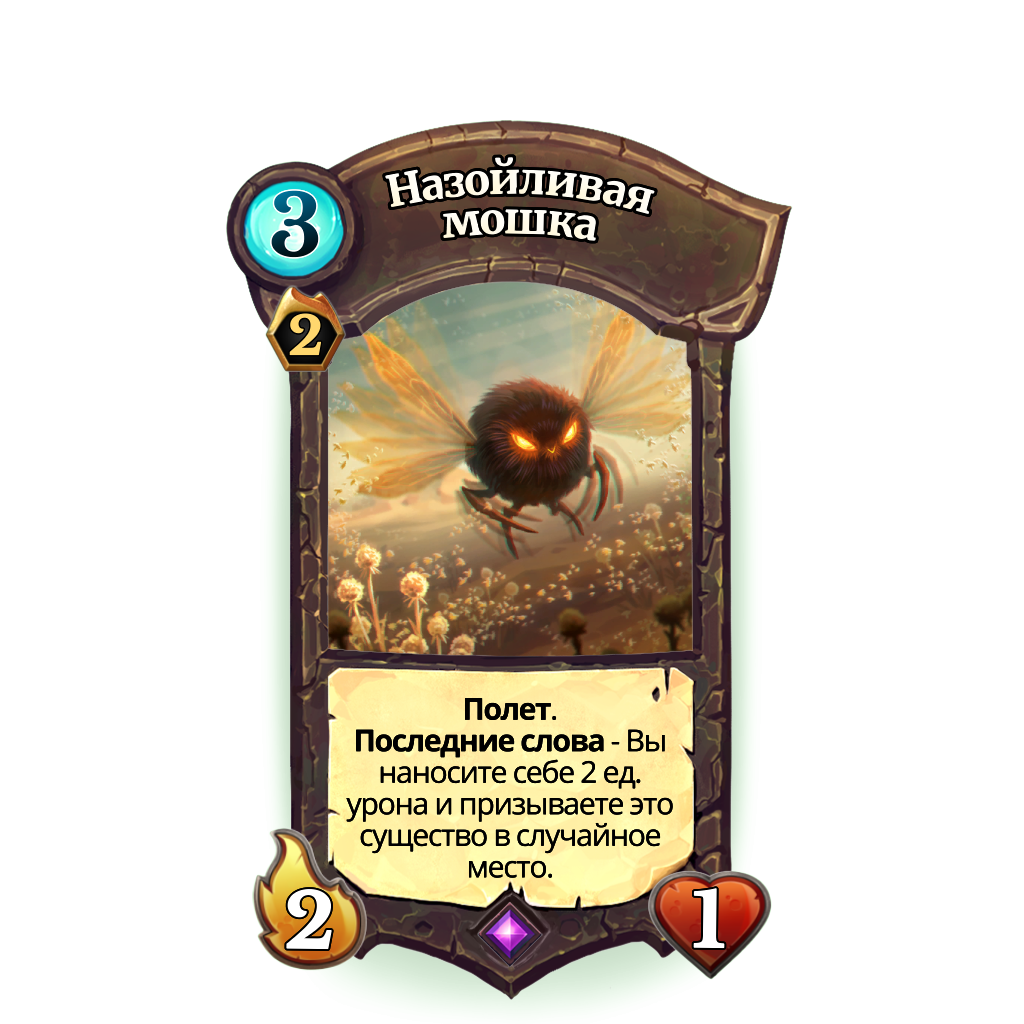 Назойливая
мошка
3
2
Полет.
Последние слова - Вы
наносите себе 2 ед.
урона и призываете это
существо в случайное
место.
2
1